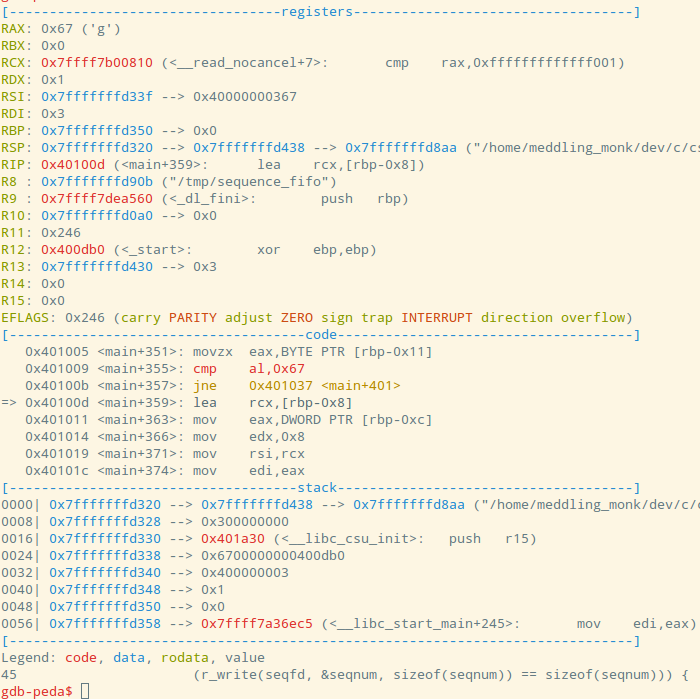 [----------------------------------registers-----------------------------------]
RAX: 0x67 ('g')
RBX: 0x0
RCX: 0x7ffff7b00810 (<__read_nocancel+7>: cmp rax,0xfffffffffffff001)
RDX: 0x1
RSI: 0x7fffffffd33f --> 0x40000000367
RDI: 0x3
RBP: 0x7fffffffd350 --> 0x0
RSP: 0x7fffffffd320 --> 0x7fffffffd438 --> 0x7fffffffd8aa ("/home/meddling_monk/dev/c/cs
RIP: 0x40100d (<main+359>: lea rcx,[rbp-0x8])
R8 : 0x7fffffffd90b ("/tmp/sequence_fifo")
R9 : 0x7ffff7dea560 (<_dl_fini>: push rbp)
R10: 0x7fffffffd0a0 --> 0x0
R11: 0x246
R12: 0x400db0 (<_start>: xor ebp,ebp)
R13: 0x7fffffffd430 --> 0x3
R14: 0x0
R15: 0x0
EFLAGS: 0x246 (carry PARITY adjust ZERO sign trap INTERRUPT direction overflow)
[-------------------------------------code-------------------------------------]
0x401005 <main+351>: movzx eax,BYTE PTR [rbp-0x11]
0x401009 <main+355>: cmp al,0x67
0x40100b <main+357>: jne 0x401037 <main+401>
=> 0x40100d <main+359>: lea rcx,[rbp-0x8]
0x401011 <main+363>: mov eax,DWORD PTR [rbp-0xc]
0x401014 <main+366>: mov edx,0x8
0x401019 <main+371>: mov rsi,rcx
0x40101c <main+374>: mov edi,eax
[------------------------------------stack-------------------------------------]
0000| 0x7fffffffd320 --> 0x7fffffffd438 --> 0x7fffffffd8aa ("/home/meddling_monk/dev/c/c
0008| 0x7fffffffd328 --> 0x300000000
0016| 0x7fffffffd330 --> 0x401a30 (<__libc_csu_init>: push r15)
0024| 0x7fffffffd338 --> 0x6700000000400db0
0032| 0x7fffffffd340 --> 0x400000003
0040| 0x7fffffffd348 --> 0x1
0048| 0x7fffffffd350 --> 0x0
0056| 0x7fffffffd358 --> 0x7ffff7a36ec5 (<__libc_start_main+245>: mov edi,eax)
[------------------------------------------------------------------------------]
Legend: code, data, rodata, value
45 (r_write(seqfd, &seqnum, sizeof(seqnum)) == sizeof(seqnum))) {
gdb-peda$